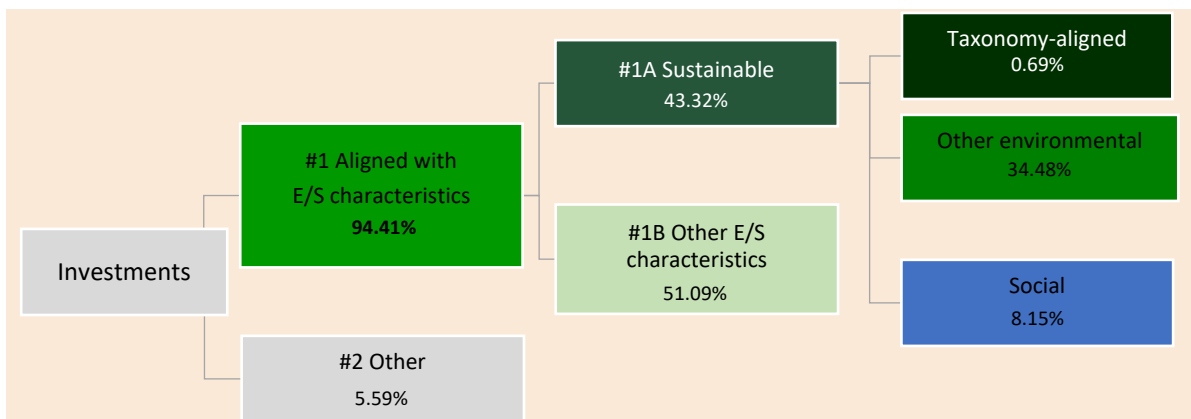 Investments
#1 Aligned with
E/S characteristics
94.41%
#2 Other
5.59%
#1A Sustainable
43.32%
#1B Other E/S
characteristics
51.09%
Taxonomy-aligned
0.69%
Other environmental
34.48%
Social
8.15%